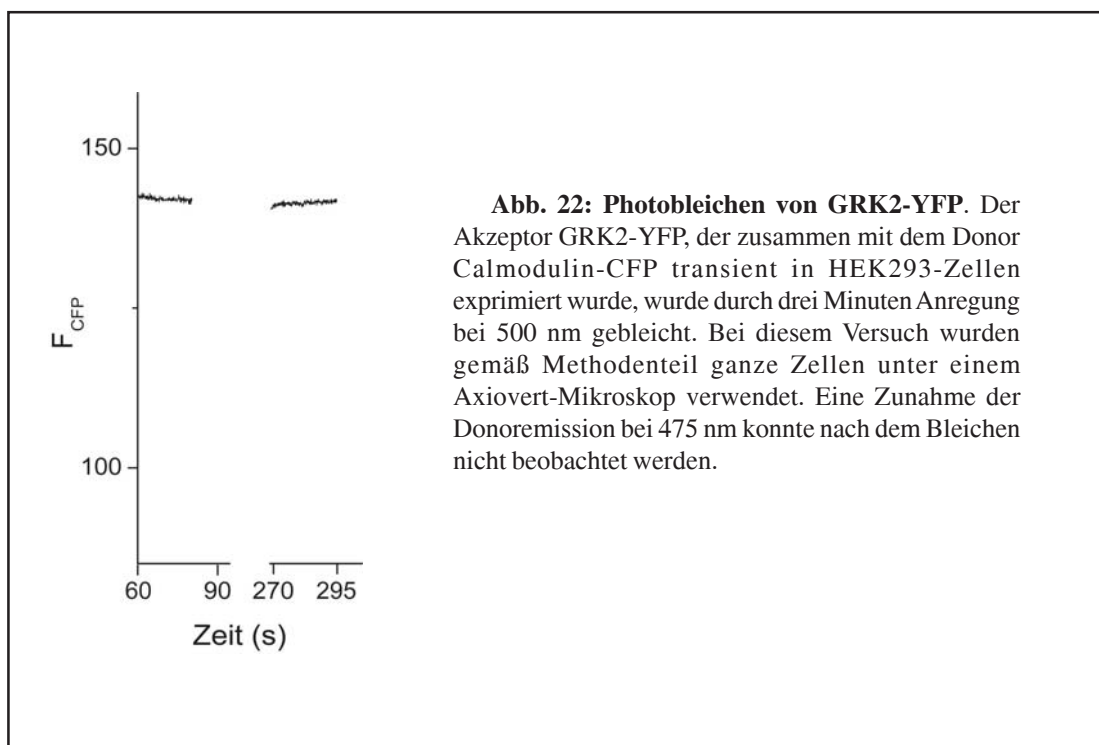 150
100
F CFP
60 90 270 295
Zeit (s)
Abb. 22: Photobleichen von GRK2-YFP. Der
Akzeptor GRK2-YFP, der zusammen mit dem Donor
Calmodulin-CFP transient in HEK293-Zellen
exprimiert wurde, wurde durch drei Minuten Anregung
bei 500 nm gebleicht. Bei diesem Versuch wurden
gemäß Methodenteil ganze Zellen unter einem
Axiovert-Mikroskop verwendet. Eine Zunahme der
Donoremission bei 475 nm konnte nach dem Bleichen
nicht beobachtet werden.